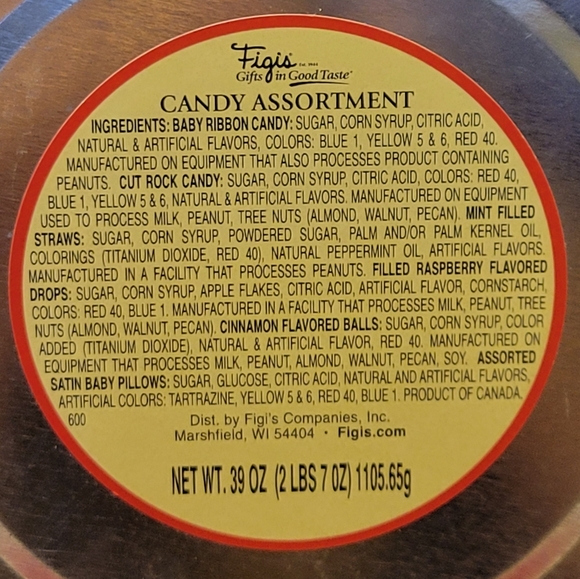 Figi's
Est. 1944
Gifts in Good Taste®
CANDY ASSORTMENT
INGREDIENTS: BABY RIBBON CANDY: SUGAR, CORN SYRUP, CITRIC ACID,
NATURAL & ARTIFICIAL FLAVORS, COLORS: BLUE 1, YELLOW 5 & 6, RED 40.
MANUFACTURED ON EQUIPMENT THAT ALSO PROCESSES PRODUCT CONTAINING
PEANUTS. CUT ROCK CANDY: SUGAR, CORN SYRUP, CITRIC ACID, COLORS: RED 40,
BLUE 1, YELLOW 5 & 6, NATURAL & ARTIFICIAL FLAVORS. MANUFACTURED ON EQUIPMENT
USED TO PROCESS MILK, PEANUT, TREE NUTS (ALMOND, WALNUT, PECAN). MINT FILLED
STRAWS: SUGAR, CORN SYRUP, POWDERED SUGAR, PALM AND/OR PALM KERNEL OIL,
COLORINGS (TITANIUM DIOXIDE, RED 40), NATURAL PEPPERMINT OIL, ARTIFICIAL FLAVORS.
MANUFACTURED IN A FACILITY THAT PROCESSES PEANUTS. FILLED RASPBERRY FLAVORED
DROPS: SUGAR, CORN SYRUP, APPLE FLAKES, CITRIC ACID, ARTIFICIAL FLAVOR, CORNSTARCH,
COLORS: RED 40, BLUE 1. MANUFACTURED IN A FACILITY THAT PROCESSES MILK, PEANUT, TREE
NUTS (ALMOND, WALNUT, PECAN). CINNAMON FLAVORED BALLS: SUGAR, CORN SYRUP, COLOR
ADDED (TITANIUM DIOXIDE), NATURAL & ARTIFICIAL FLAVOR, RED 40. MANUFACTURED ON
EQUIPMENT THAT PROCESSES MILK, PEANUT, ALMOND, WALNUT, PECAN, SOY. ASSORTED
SATIN BABY PILLOWS: SUGAR, GLUCOSE, CITRIC ACID, NATURAL AND ARTIFICIAL FLAVORS,
ARTIFICIAL COLORS: TARTRAZINE, YELLOW 5 & 6, RED 40, BLUE 1. PRODUCT OF CANADA.
600
Dist. by Figi's Companies, Inc.
Marshfield, WI 54404 • Figis.com
NET WT. 39 OZ (2 LBS 7 OZ) 1105.65g